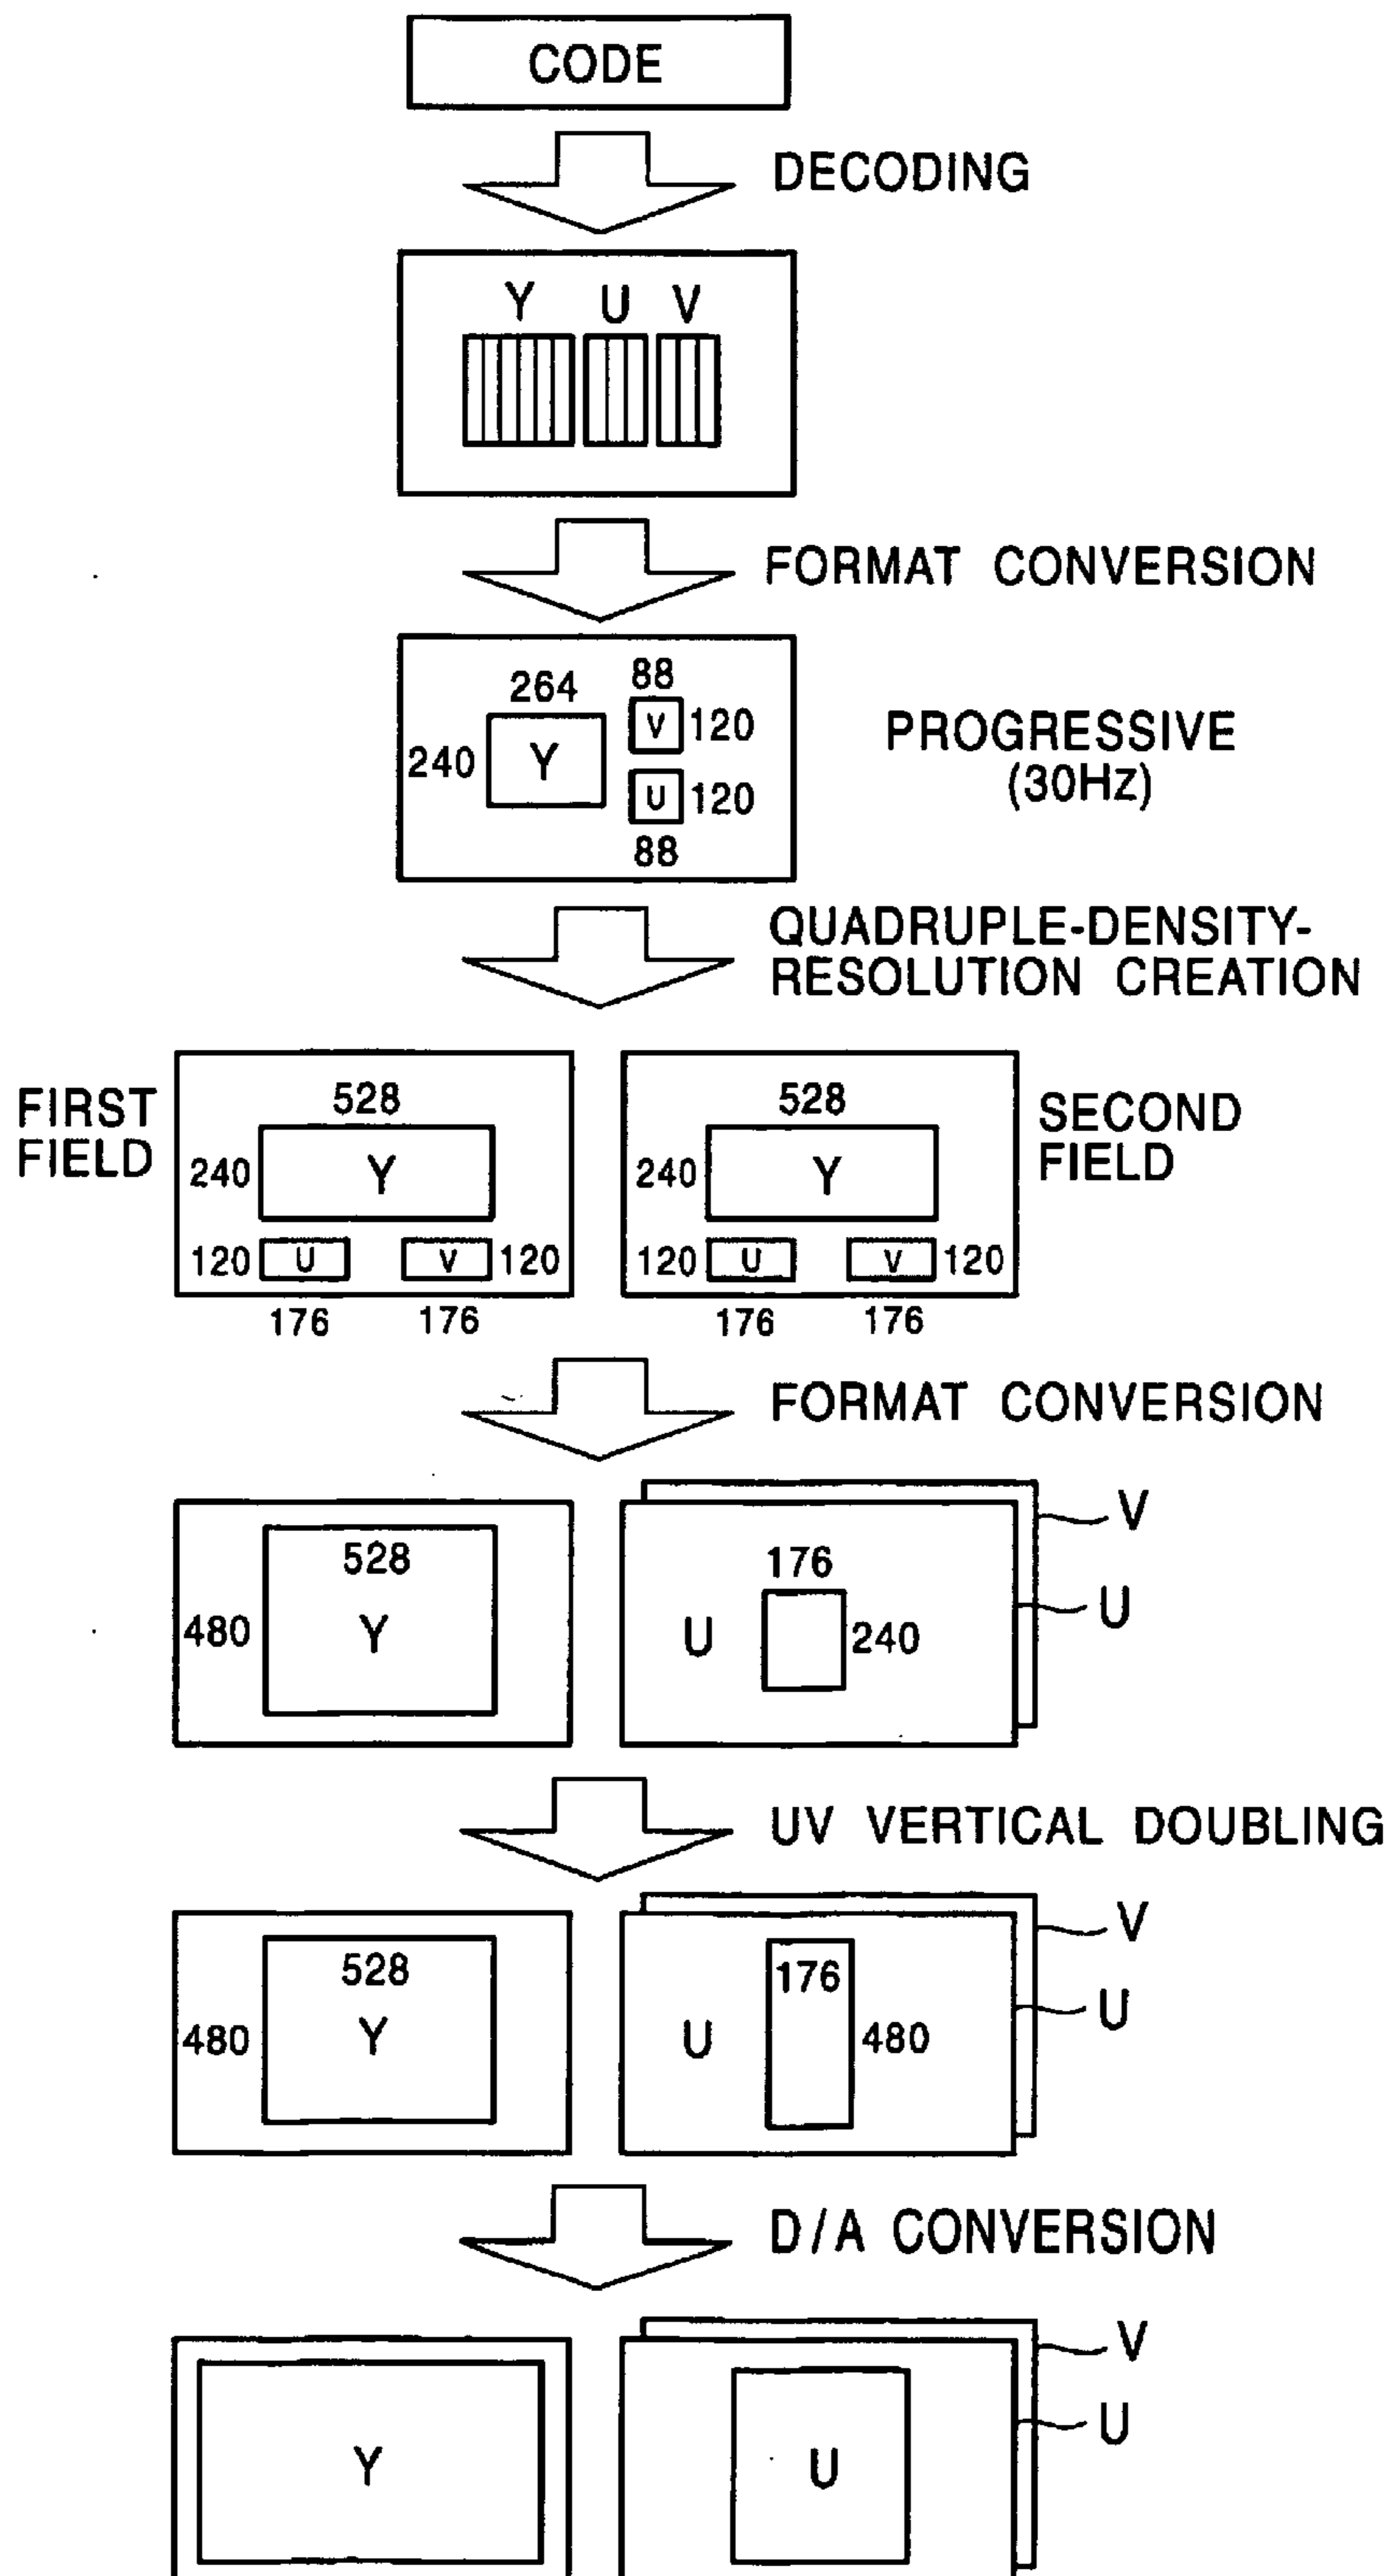 CODE
DECODING
Y U V
FORMAT CONVERSION
264
88
V 120
240 Y
U 120
88
PROGRESSIVE
(30Hz)
QUADRUPLE-DENSITY-
RESOLUTION CREATION
FIRST
FIELD
528
240 Y
120 U V 120
176 176
528
240 Y
120 U V 120
176 176
SECOND
FIELD
FORMAT CONVERSION
528
480 Y
176
U 240
V
U
UV VERTICAL DOUBLING
528
480 Y
176
U 480
V
U
D/A CONVERSION
Y
U
V
U